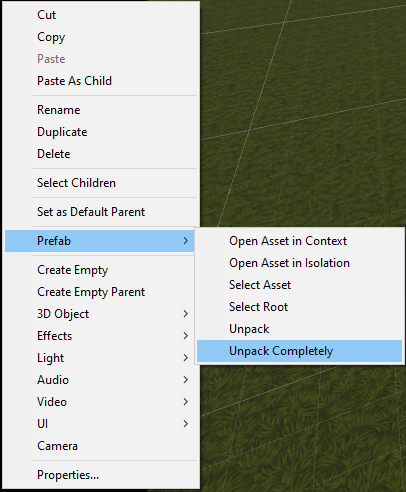 Cut
Copy
Paste
Paste As Child
Rename
Duplicate
Delete
Select Children
Set as Default Parent
Prefab
Open Asset in Context
Open Asset in Isolation
Select Asset
Select Root
Unpack
Unpack Completely
Create Empty
Create Empty Parent
3D Object
Effects
Light
Audio
Video
UI
Camera
Properties...